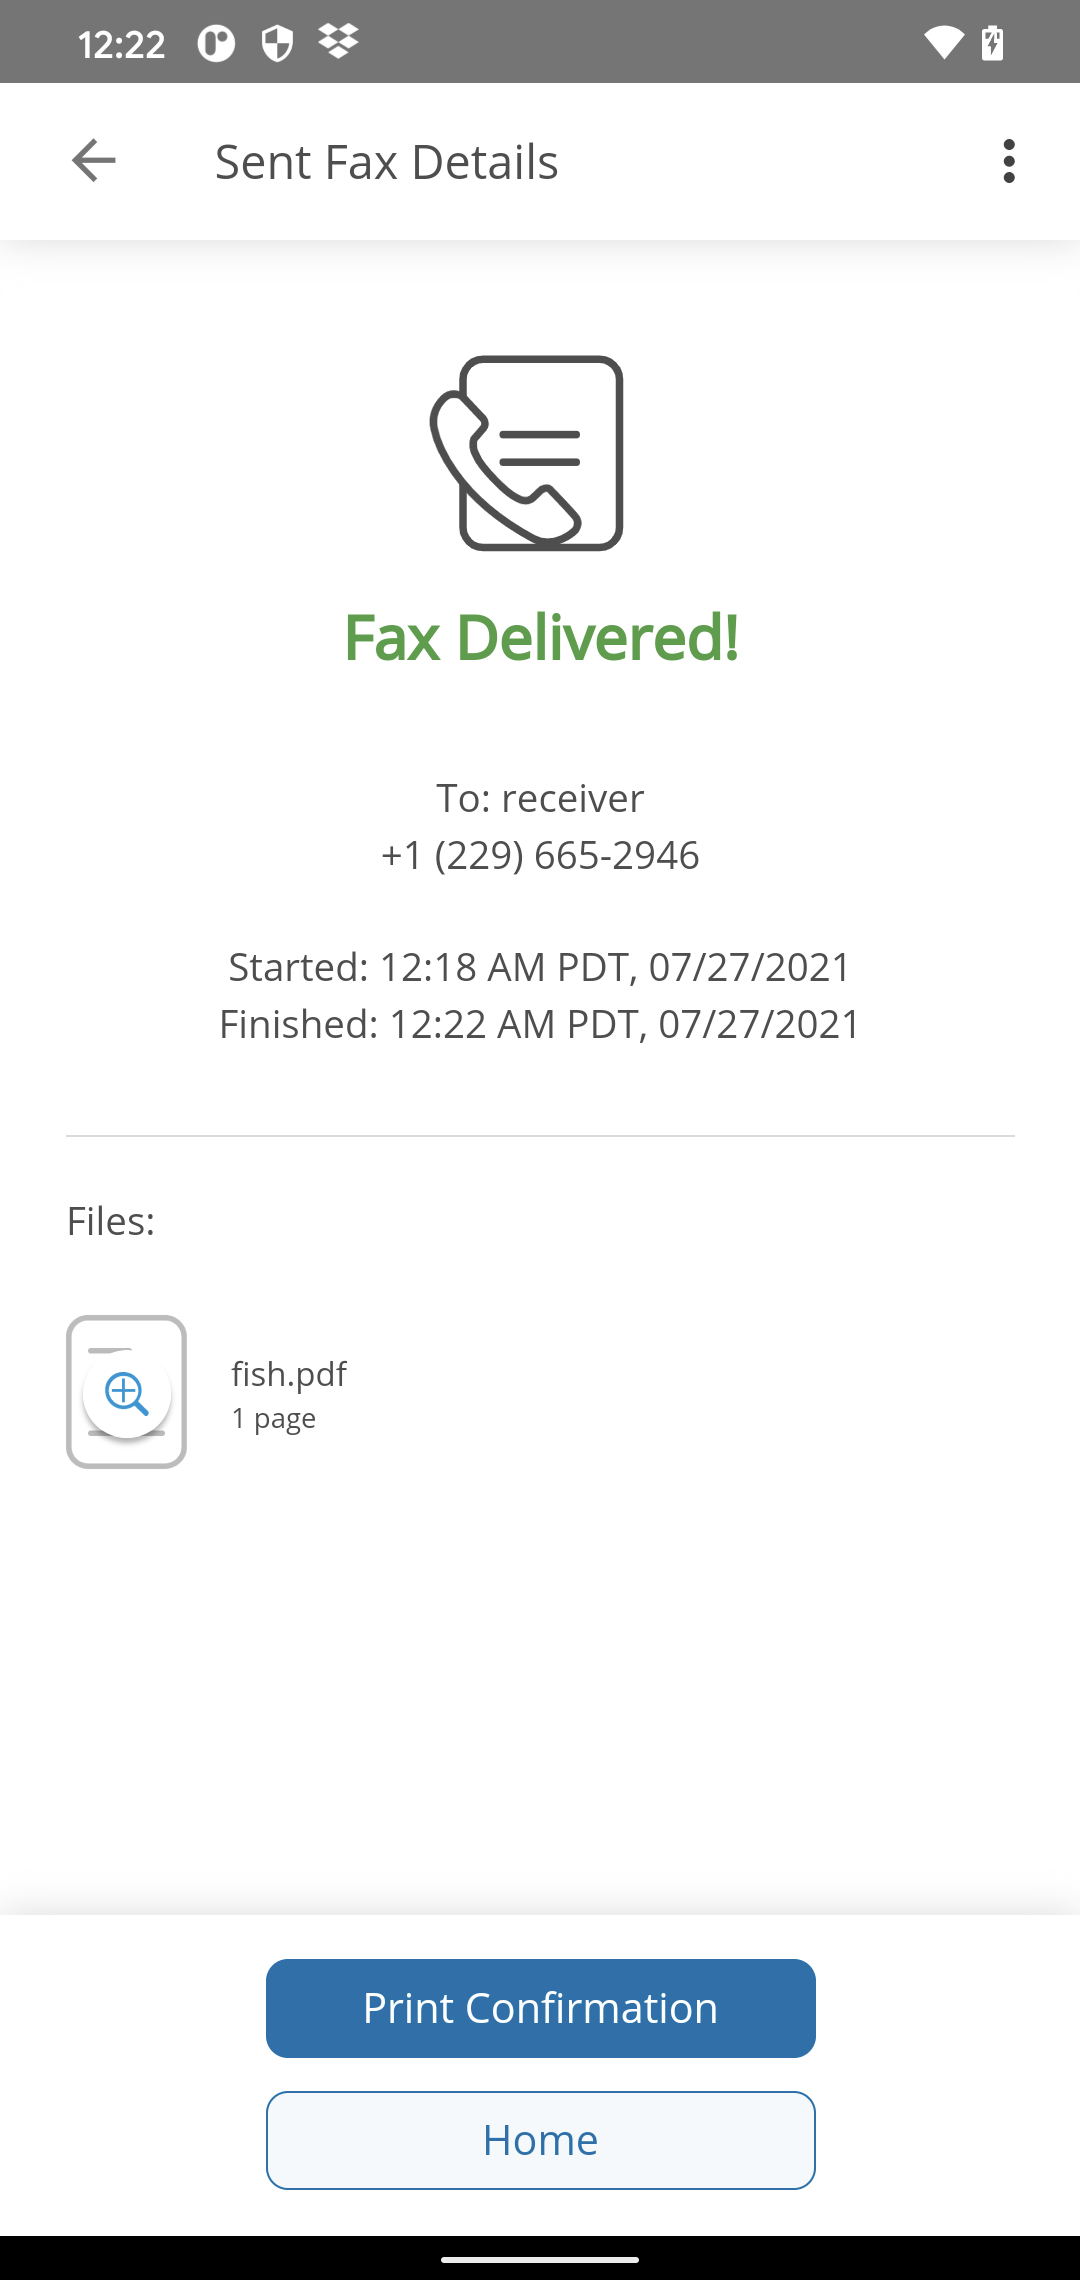 12:22
Sent Fax Details
Fax Delivered!
To: receiver
+1 (229) 665-2946
Started: 12:18 AM PDT, 07/27/2021
Finished: 12:22 AM PDT, 07/27/2021
Files:
fish.pdf
1 page
Print Confirmation
Home